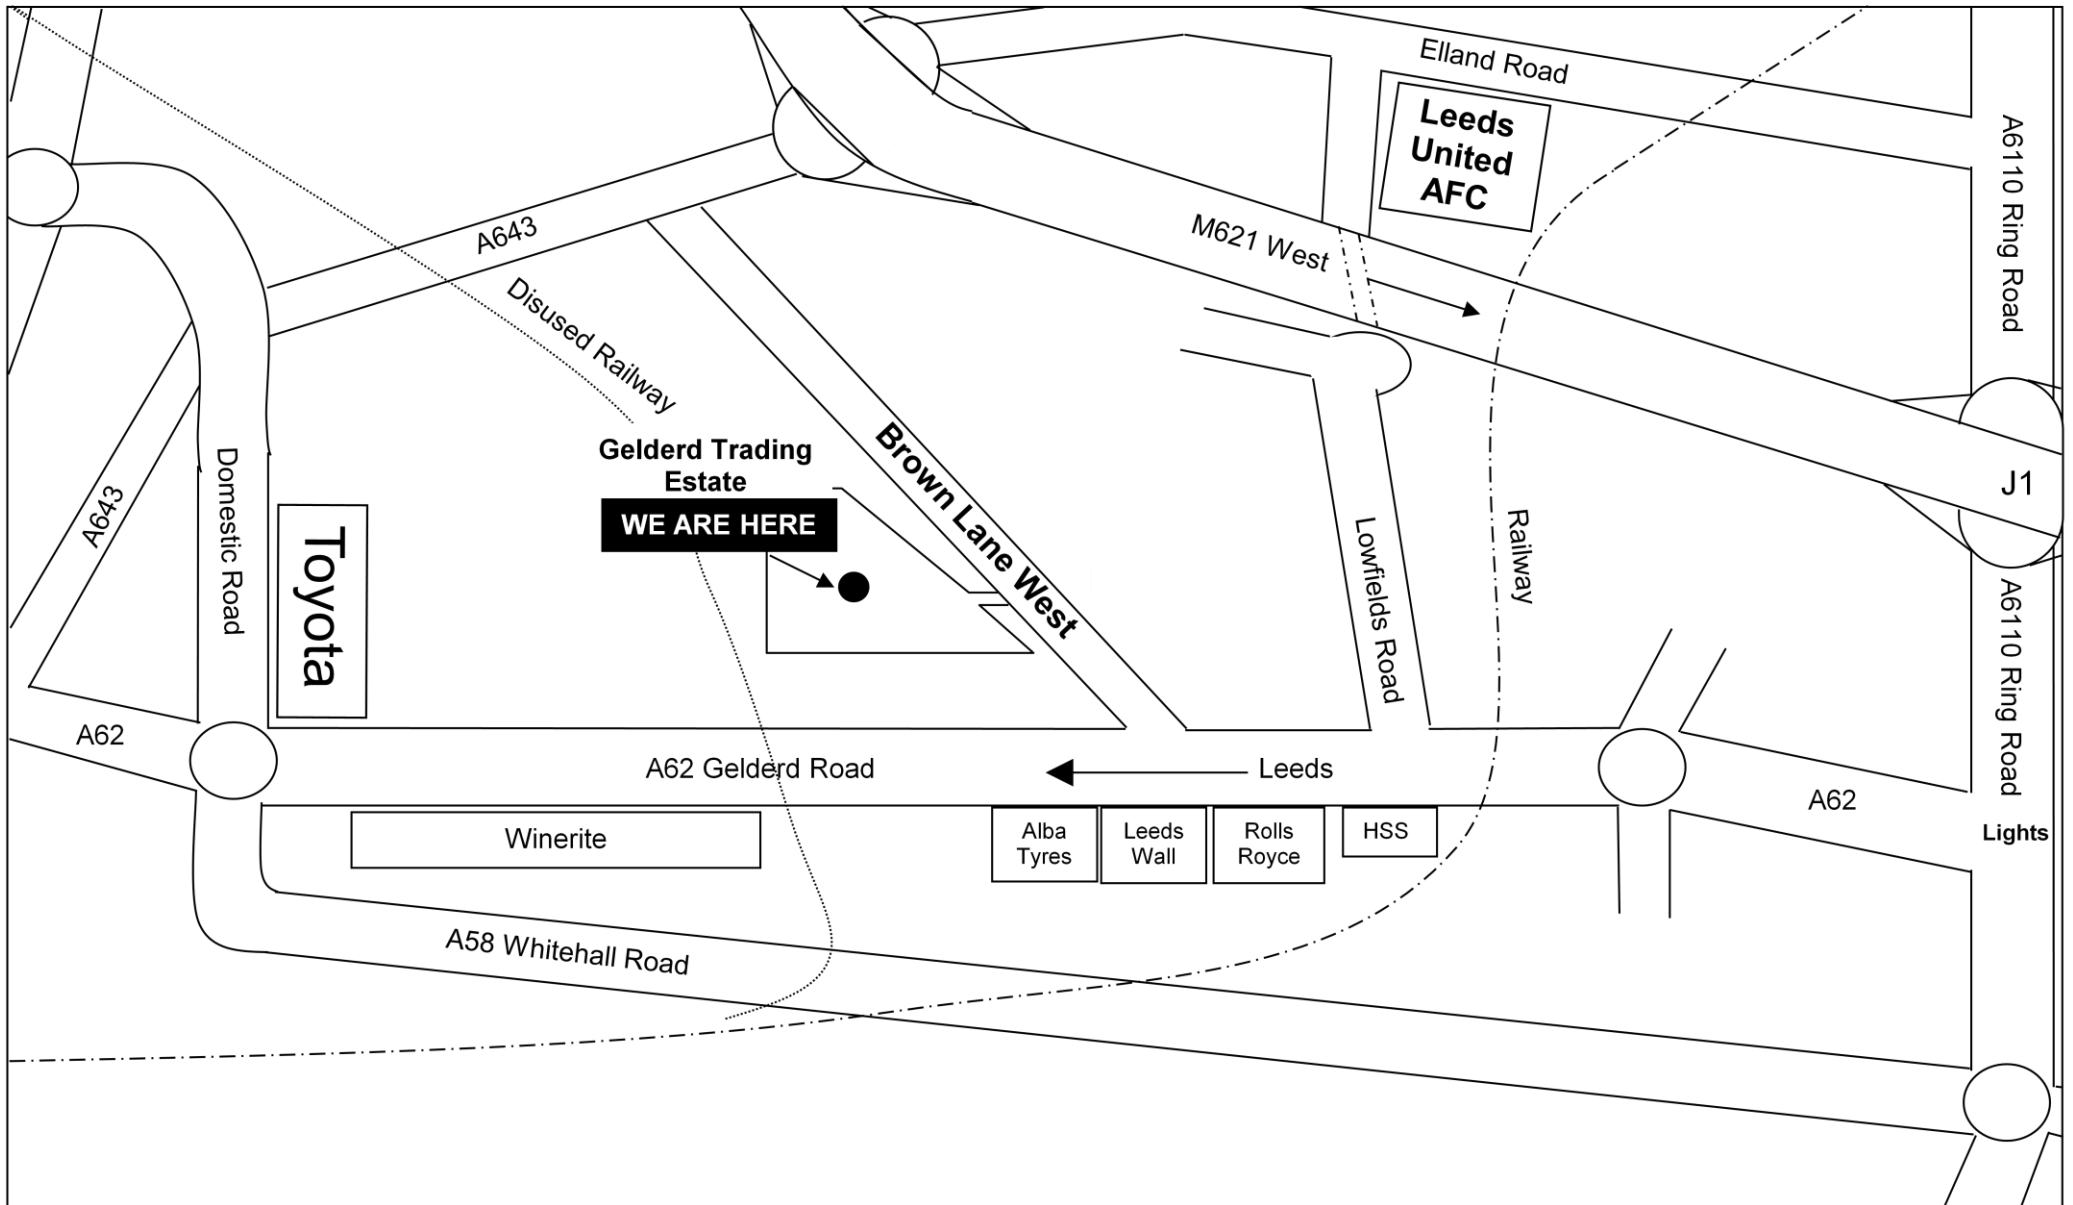 Elland Road
Leeds
United
AFC
A6110 Ring Road
M621 West
A643
Disused Railway
Gelderd Trading
Estate
WE ARE HERE
Brown Lane West
J1
Domestic Road
A643
Toyota
Lowfields Road
Railway
A6110 Ring Road
A62
A62 Gelderd Road
Leeds
A62
Lights
Winerite
Alba
Tyres
Leeds
Wall
Rolls
Royce
HSS
A58 Whitehall Road